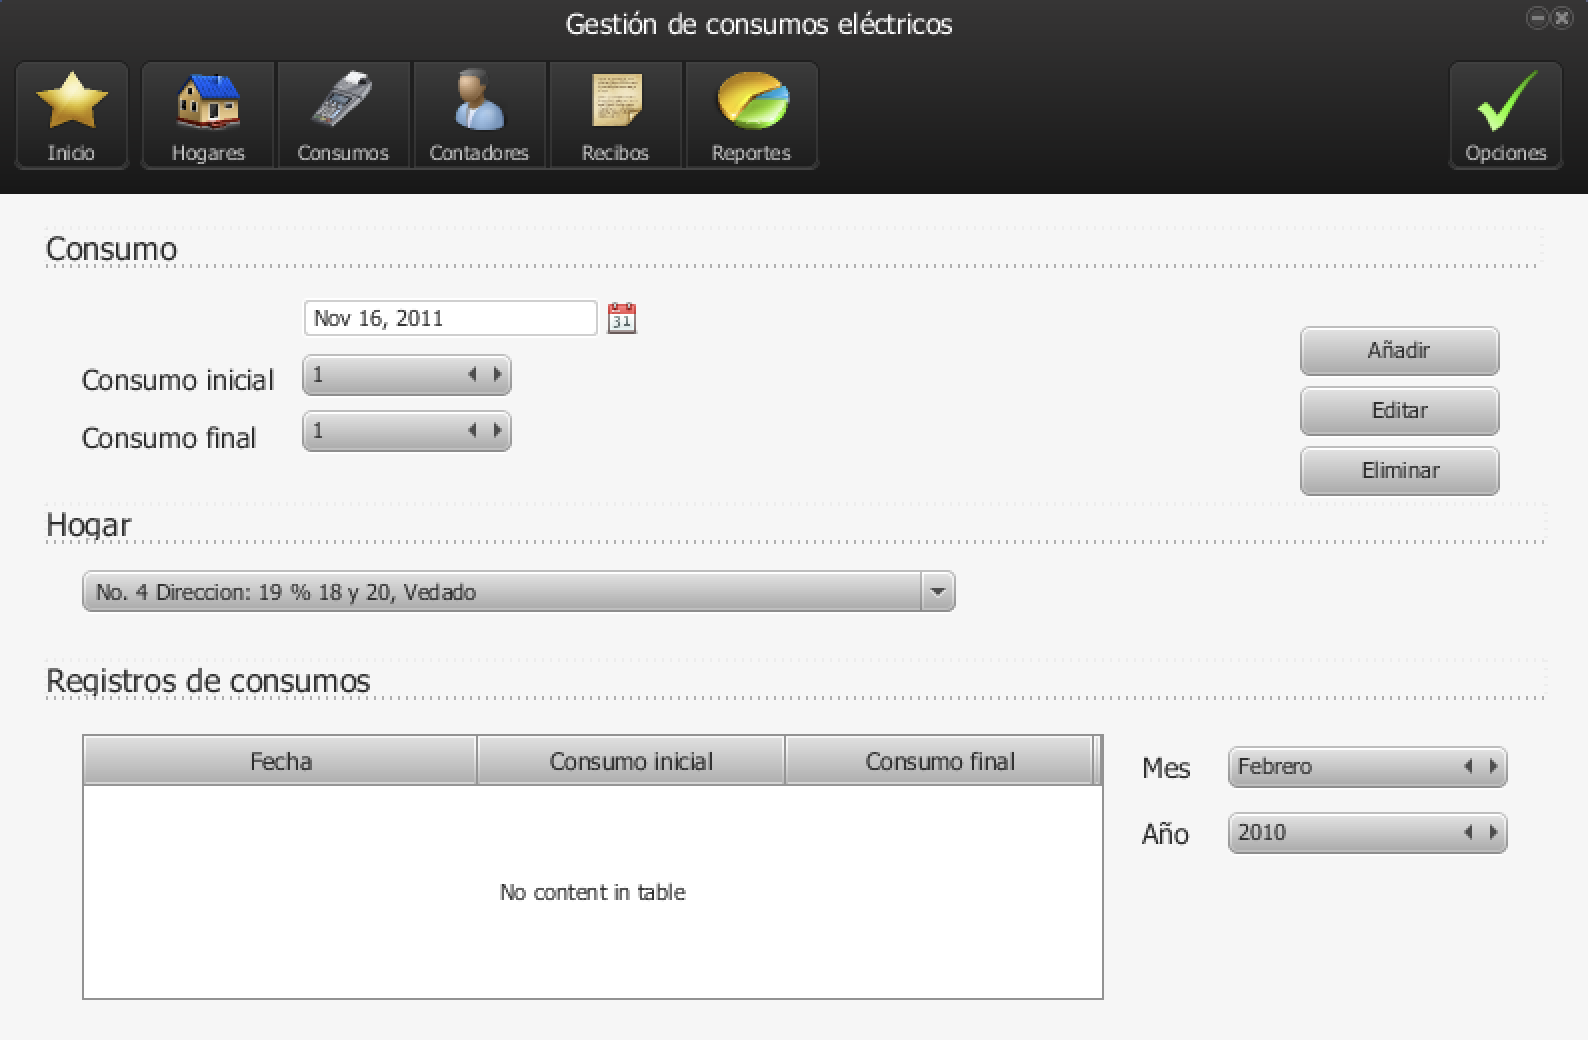 Gestión de consumos eléctricos
Inicio Hogares Consumos Contadores Recibos Reportes Opciones
Consumo
Nov 16, 2011 31
Añadir
Consumo inicial 1
Editar
Consumo final 1
Eliminar
Hogar
No. 4 Direccion: 19 % 18 y 20, Vedado
Registros de consumos
Fecha Consumo inicial Consumo final
Mes Febrero
Año 2010
No content in table